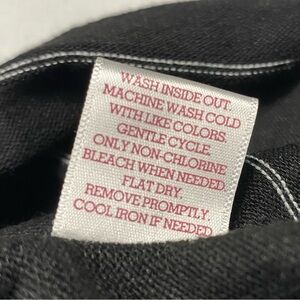 WASH INSIDE OUT.
MACHINE WASH COLD
WITH LIKE COLORS.
GENTLE CYCLE
ONLY NON-CHLORINE
BLEACH WHEN NEEDED
FLAT DRY.
REMOVE PROMPTLY.
COOL IRON IF NEEDED